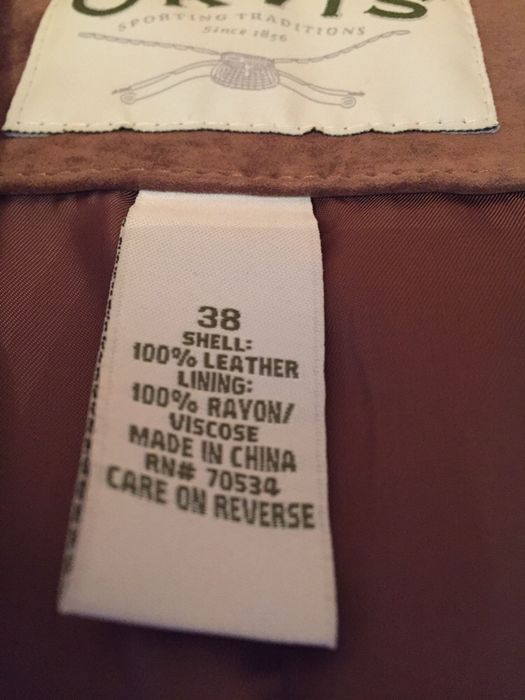 ORVIS
SPORTING TRADITIONS
Since 1856
38
SHELL:
100% LEATHER
LINING:
100% RAYON/
VISCOSE
MADE IN CHINA
RN# 70534
CARE ON REVERSE